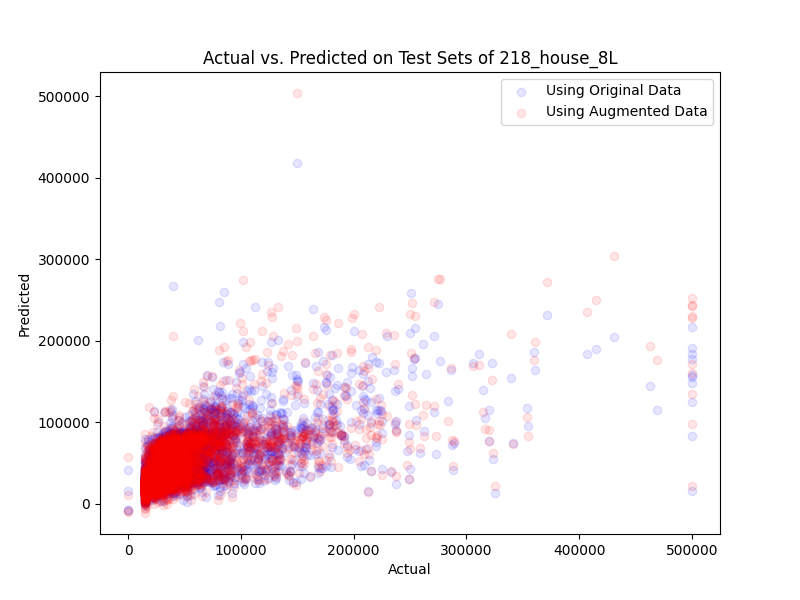 Actual vs. Predicted on Test Sets of 218_house_8L
Using Original Data
Using Augmented Data
500000
400000
300000
200000
100000
0
Predicted
0 100000 200000 300000 400000 500000
Actual